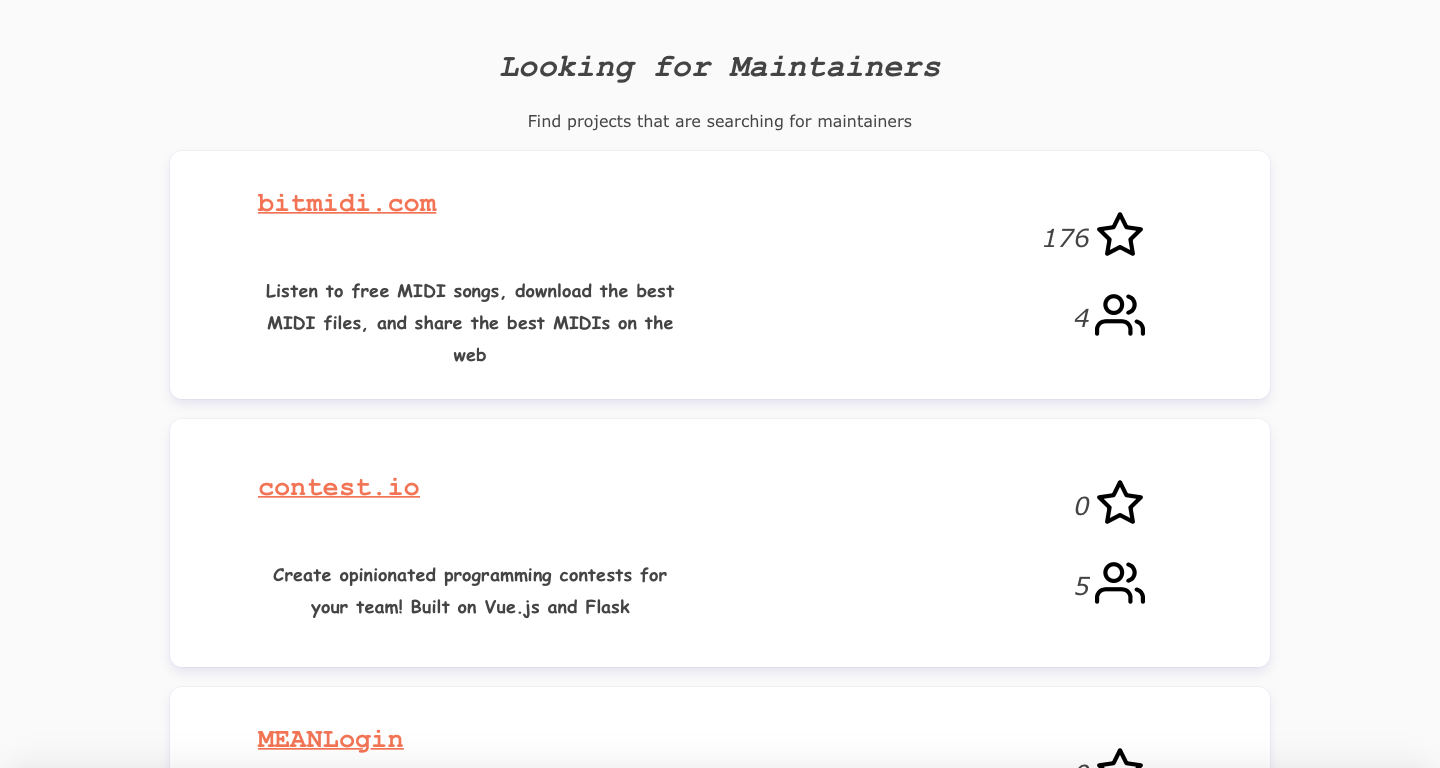 Looking for Maintainers
Find projects that are searching for maintainers
bitmidi.com
176
Listen to free MIDI songs, download the best
MIDI files, and share the best MIDIs on the
web
4
contest.io
0
Create opinionated programming contests for
your team! Built on Vue.js and Flask
5
MEANLogin